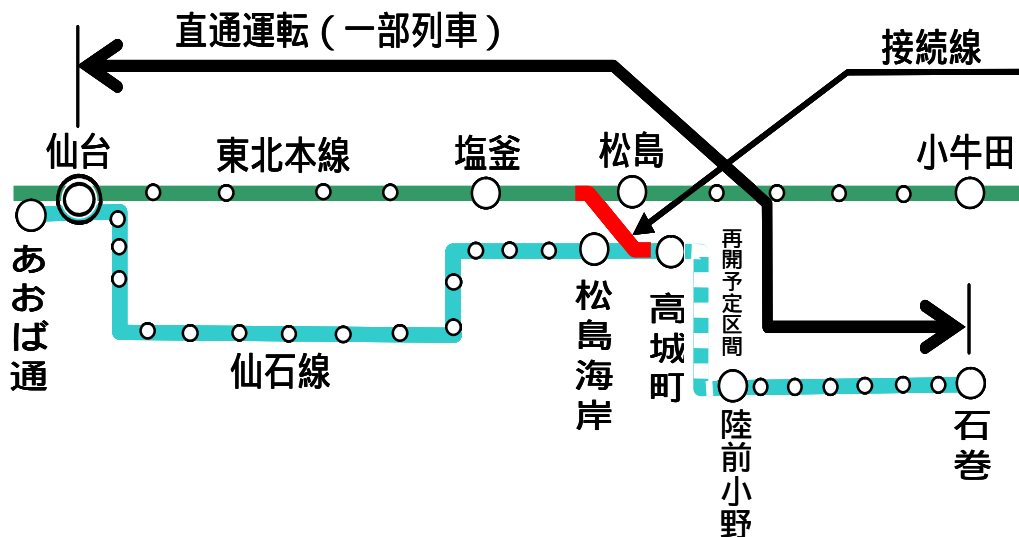 直通運転（一部列車）
接続線
仙台
東北本線
塩釜
松島
小牛田
あおば通
仙石線
松島海岸
高城町
再開予定区間
陸前小野
石巻